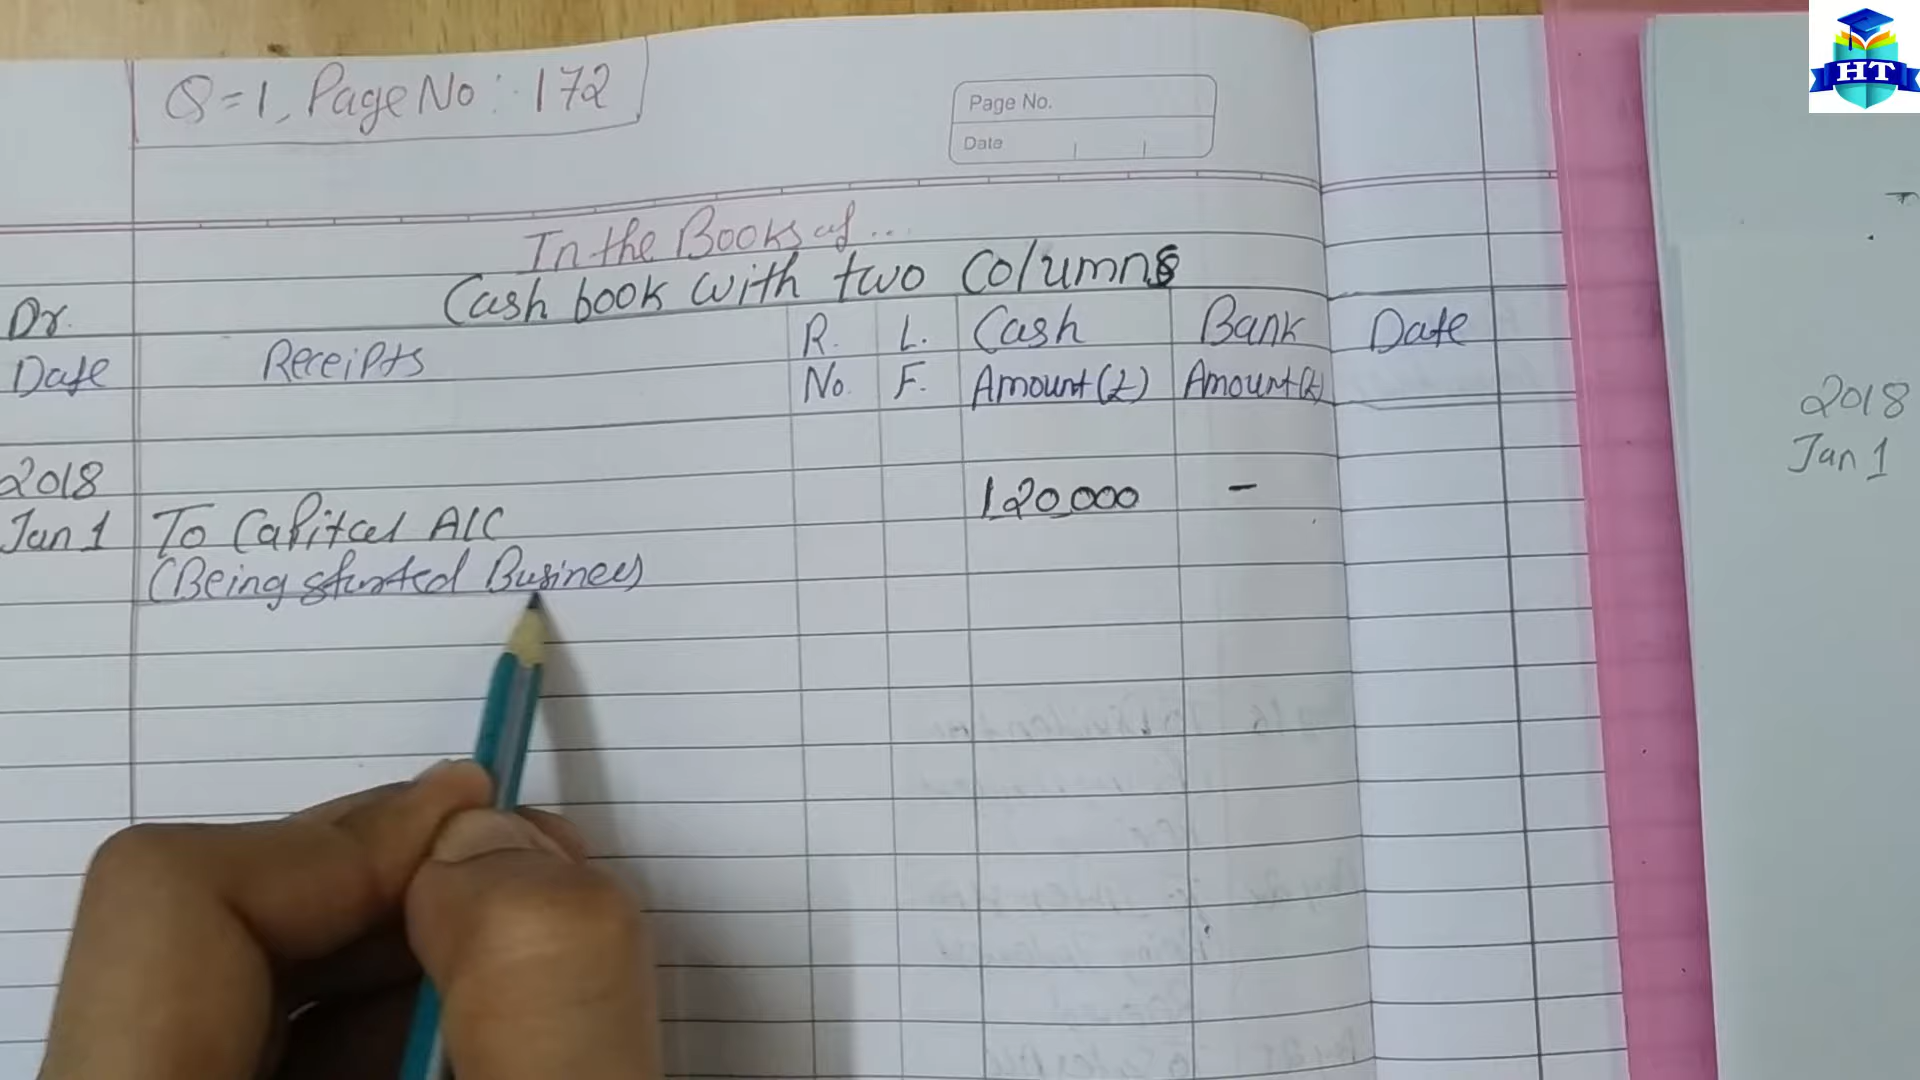 HT
Q=1, Page No: 172
Page No.
Date
In the Books of...
Cash book with two Columns
Dr.
Date Receipts R. No. L. F. Cash Amount(₹) Bank Amount(₹) Date
2018
Jan 1 To Capital A/C 1,20,000 -
(Being started Business)
2018
Jan 1